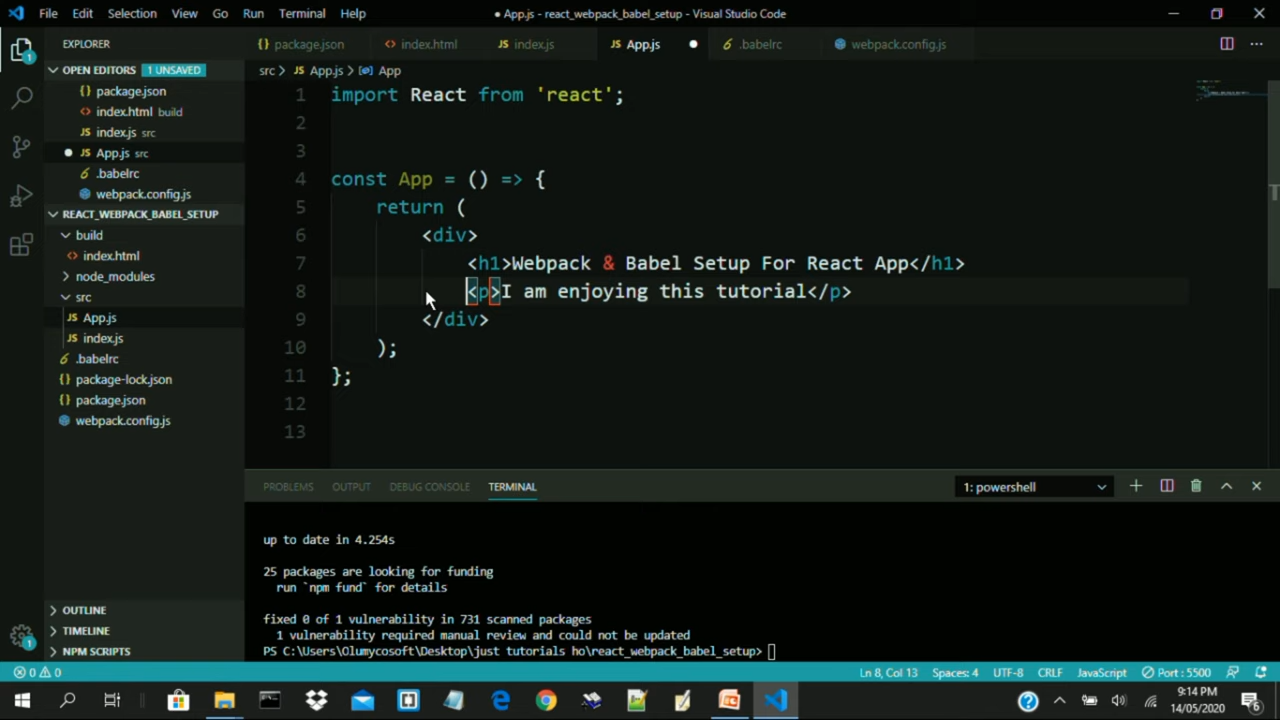 File Edit Selection View Go Run Terminal Help
● App.js - react_webpack_babel_setup - Visual Studio Code
EXPLORER
OPEN EDITORS 1 UNSAVED
{} package.json
<> index.html build
JS index.js src
● JS App.js src
.babelrc
webpack.config.js
REACT_WEBPACK_BABEL_SETUP
build
<> index.html
node_modules
src
JS App.js
JS index.js
.babelrc
{} package-lock.json
{} package.json
webpack.config.js
OUTLINE
TIMELINE
NPM SCRIPTS
{} package.json <> index.html JS index.js JS App.js ● .babelrc webpack.config.js
src > JS App.js > App
1 import React from 'react';
2
3
4 const App = () => {
5 return (
6 <div>
7 <h1>Webpack & Babel Setup For React App</h1>
8 <p>I am enjoying this tutorial</p>
9 </div>
10 );
11 };
12
13
PROBLEMS OUTPUT DEBUG CONSOLE TERMINAL 1: powershell
up to date in 4.254s
25 packages are looking for funding
run `npm fund` for details
fixed 0 of 1 vulnerability in 731 scanned packages
1 vulnerability required manual review and could not be updated
PS C:\Users\Olumycosoft\Desktop\just tutorials ho\react_webpack_babel_setup>
0 0 Ln 8, Col 13 Spaces: 4 UTF-8 CRLF JavaScript Port : 5500
9:14 PM
14/05/2020
6